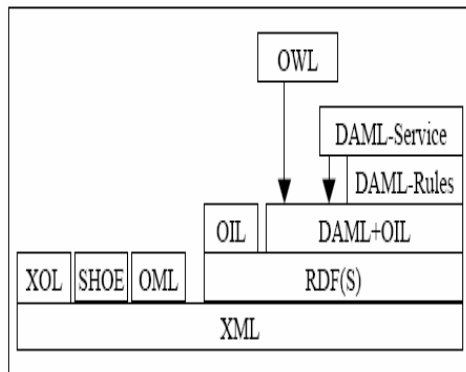 OWL
DAML-Service
DAML-Rules
OIL DAML+OIL
XOL SHOE OML RDF(S)
XML